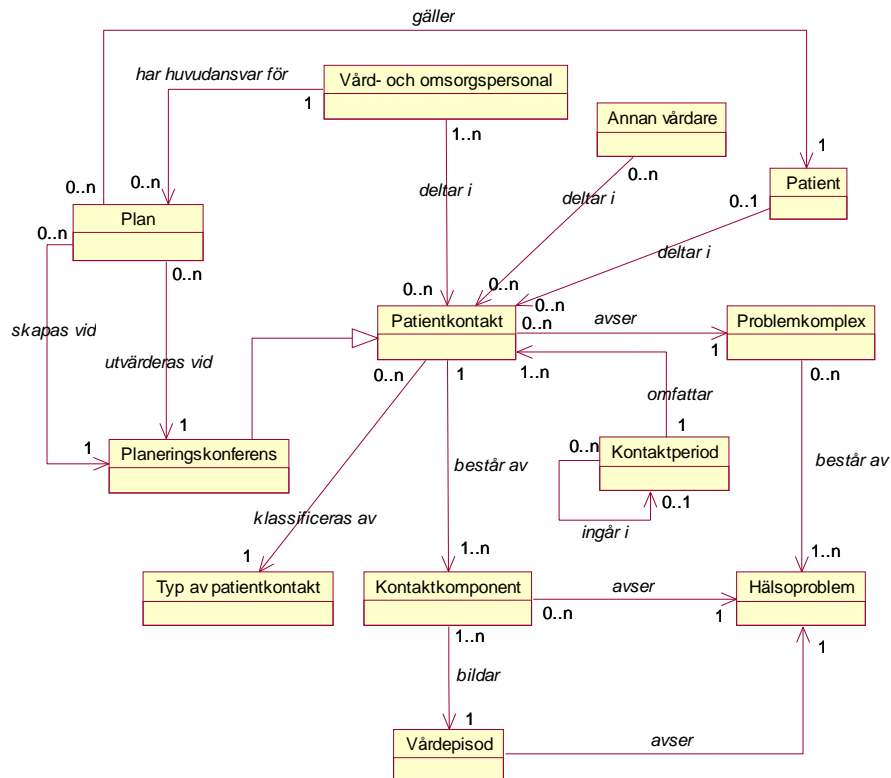 gäller
har huvudansvar för
Vård- och omsorgspersonal
1
1..n
Annan vårdare
0..n
1
Patient
0..1
0..n
0..n
deltar i
deltar i
deltar i
Plan
0..n
0..n
skapas vid
utvärderas vid
0..n
0..n
0..n
Patientkontakt
0..n
avser
1
Problemkomplex
0..n
0..n
1
1..n
omfattar
1
1
Planeringskonferens
1
0..n
Kontaktperiod
0..1
ingår i
består av
består av
klassificeras av
1
1..n
1..n
Typ av patientkontakt
Kontaktkomponent
avser
0..n
1
Hälsoproblem
1..n
1
bildar
1
Vårdepisod
avser